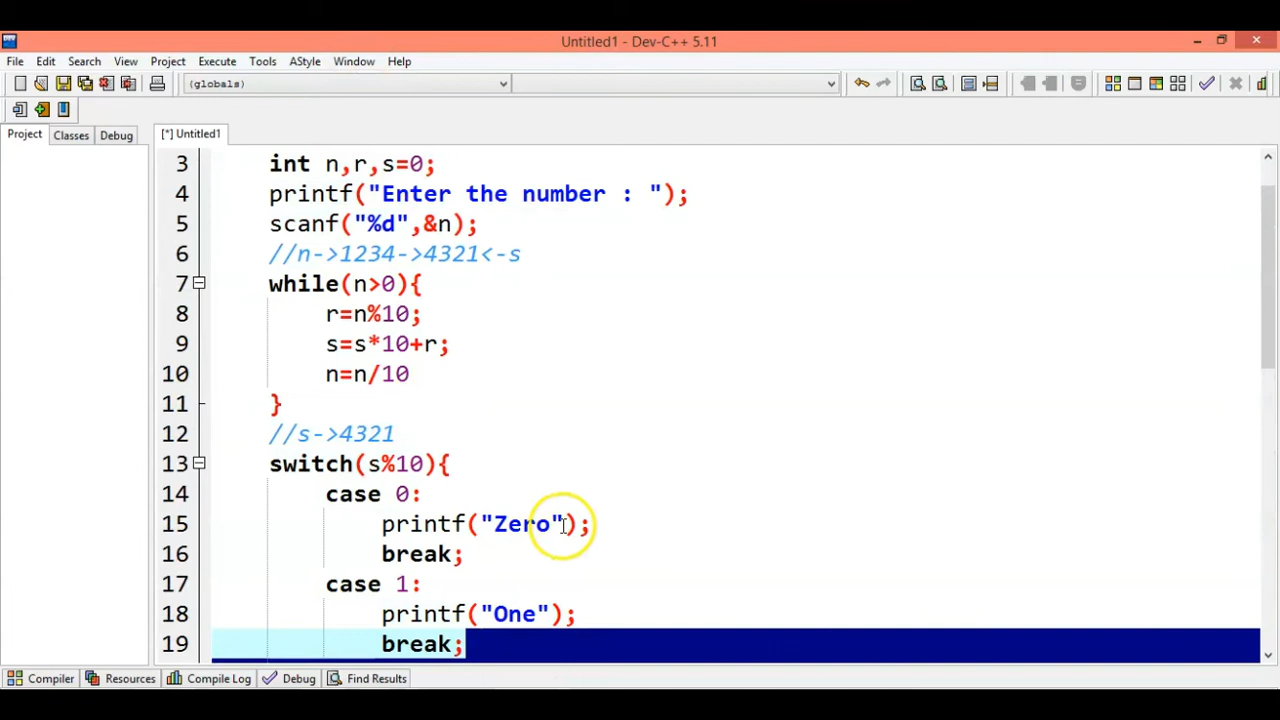 Untitled1 - Dev-C++ 5.11
File Edit Search View Project Execute Tools AStyle Window Help
(globals)
Project Classes Debug [*] Untitled1
3 int n,r,s=0;
4 printf("Enter the number : ");
5 scanf("%d",&n);
6 //n->1234->4321<-s
7 while(n>0){
8 r=n%10;
9 s=s*10+r;
10 n=n/10
11 }
12 //s->4321
13 switch(s%10){
14 case 0:
15 printf("Zero");
16 break;
17 case 1:
18 printf("One");
19 break;
Compiler Resources Compile Log Debug Find Results